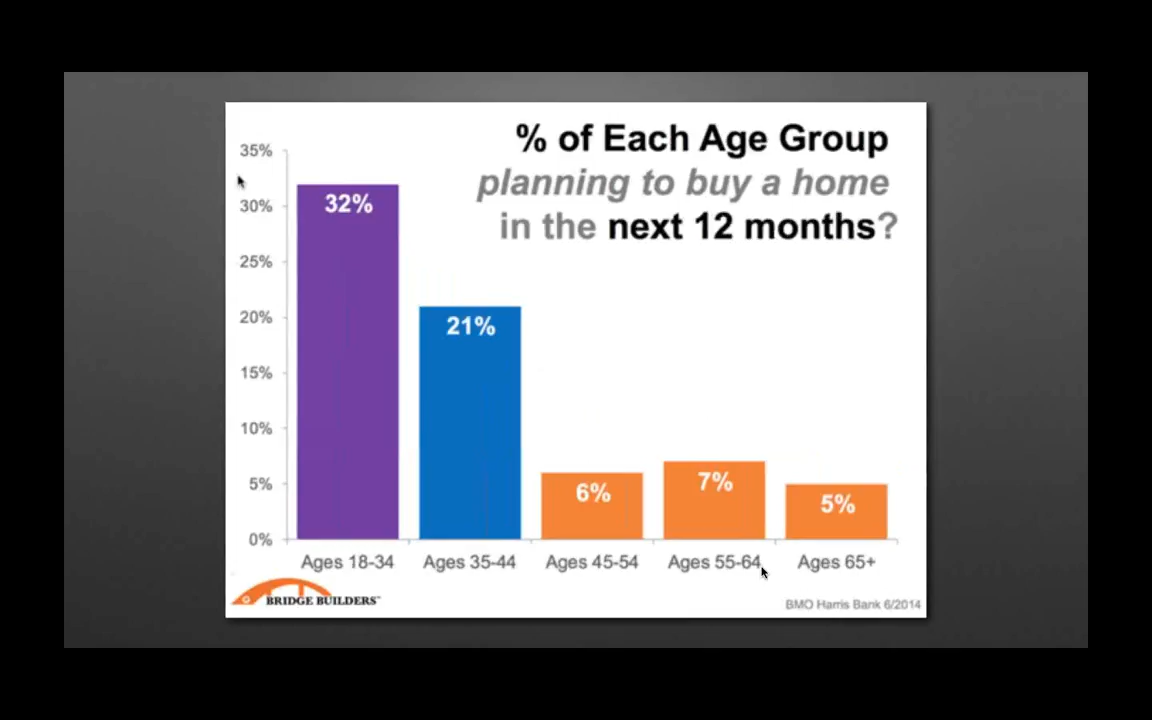 % of Each Age Group
planning to buy a home
in the next 12 months?
35%
30%
25%
20%
15%
10%
5%
0%
32%
21%
6%
7%
5%
Ages 18-34
Ages 35-44
Ages 45-54
Ages 55-64
Ages 65+
BRIDGE BUILDERS™
BMO Harris Bank 6/2014